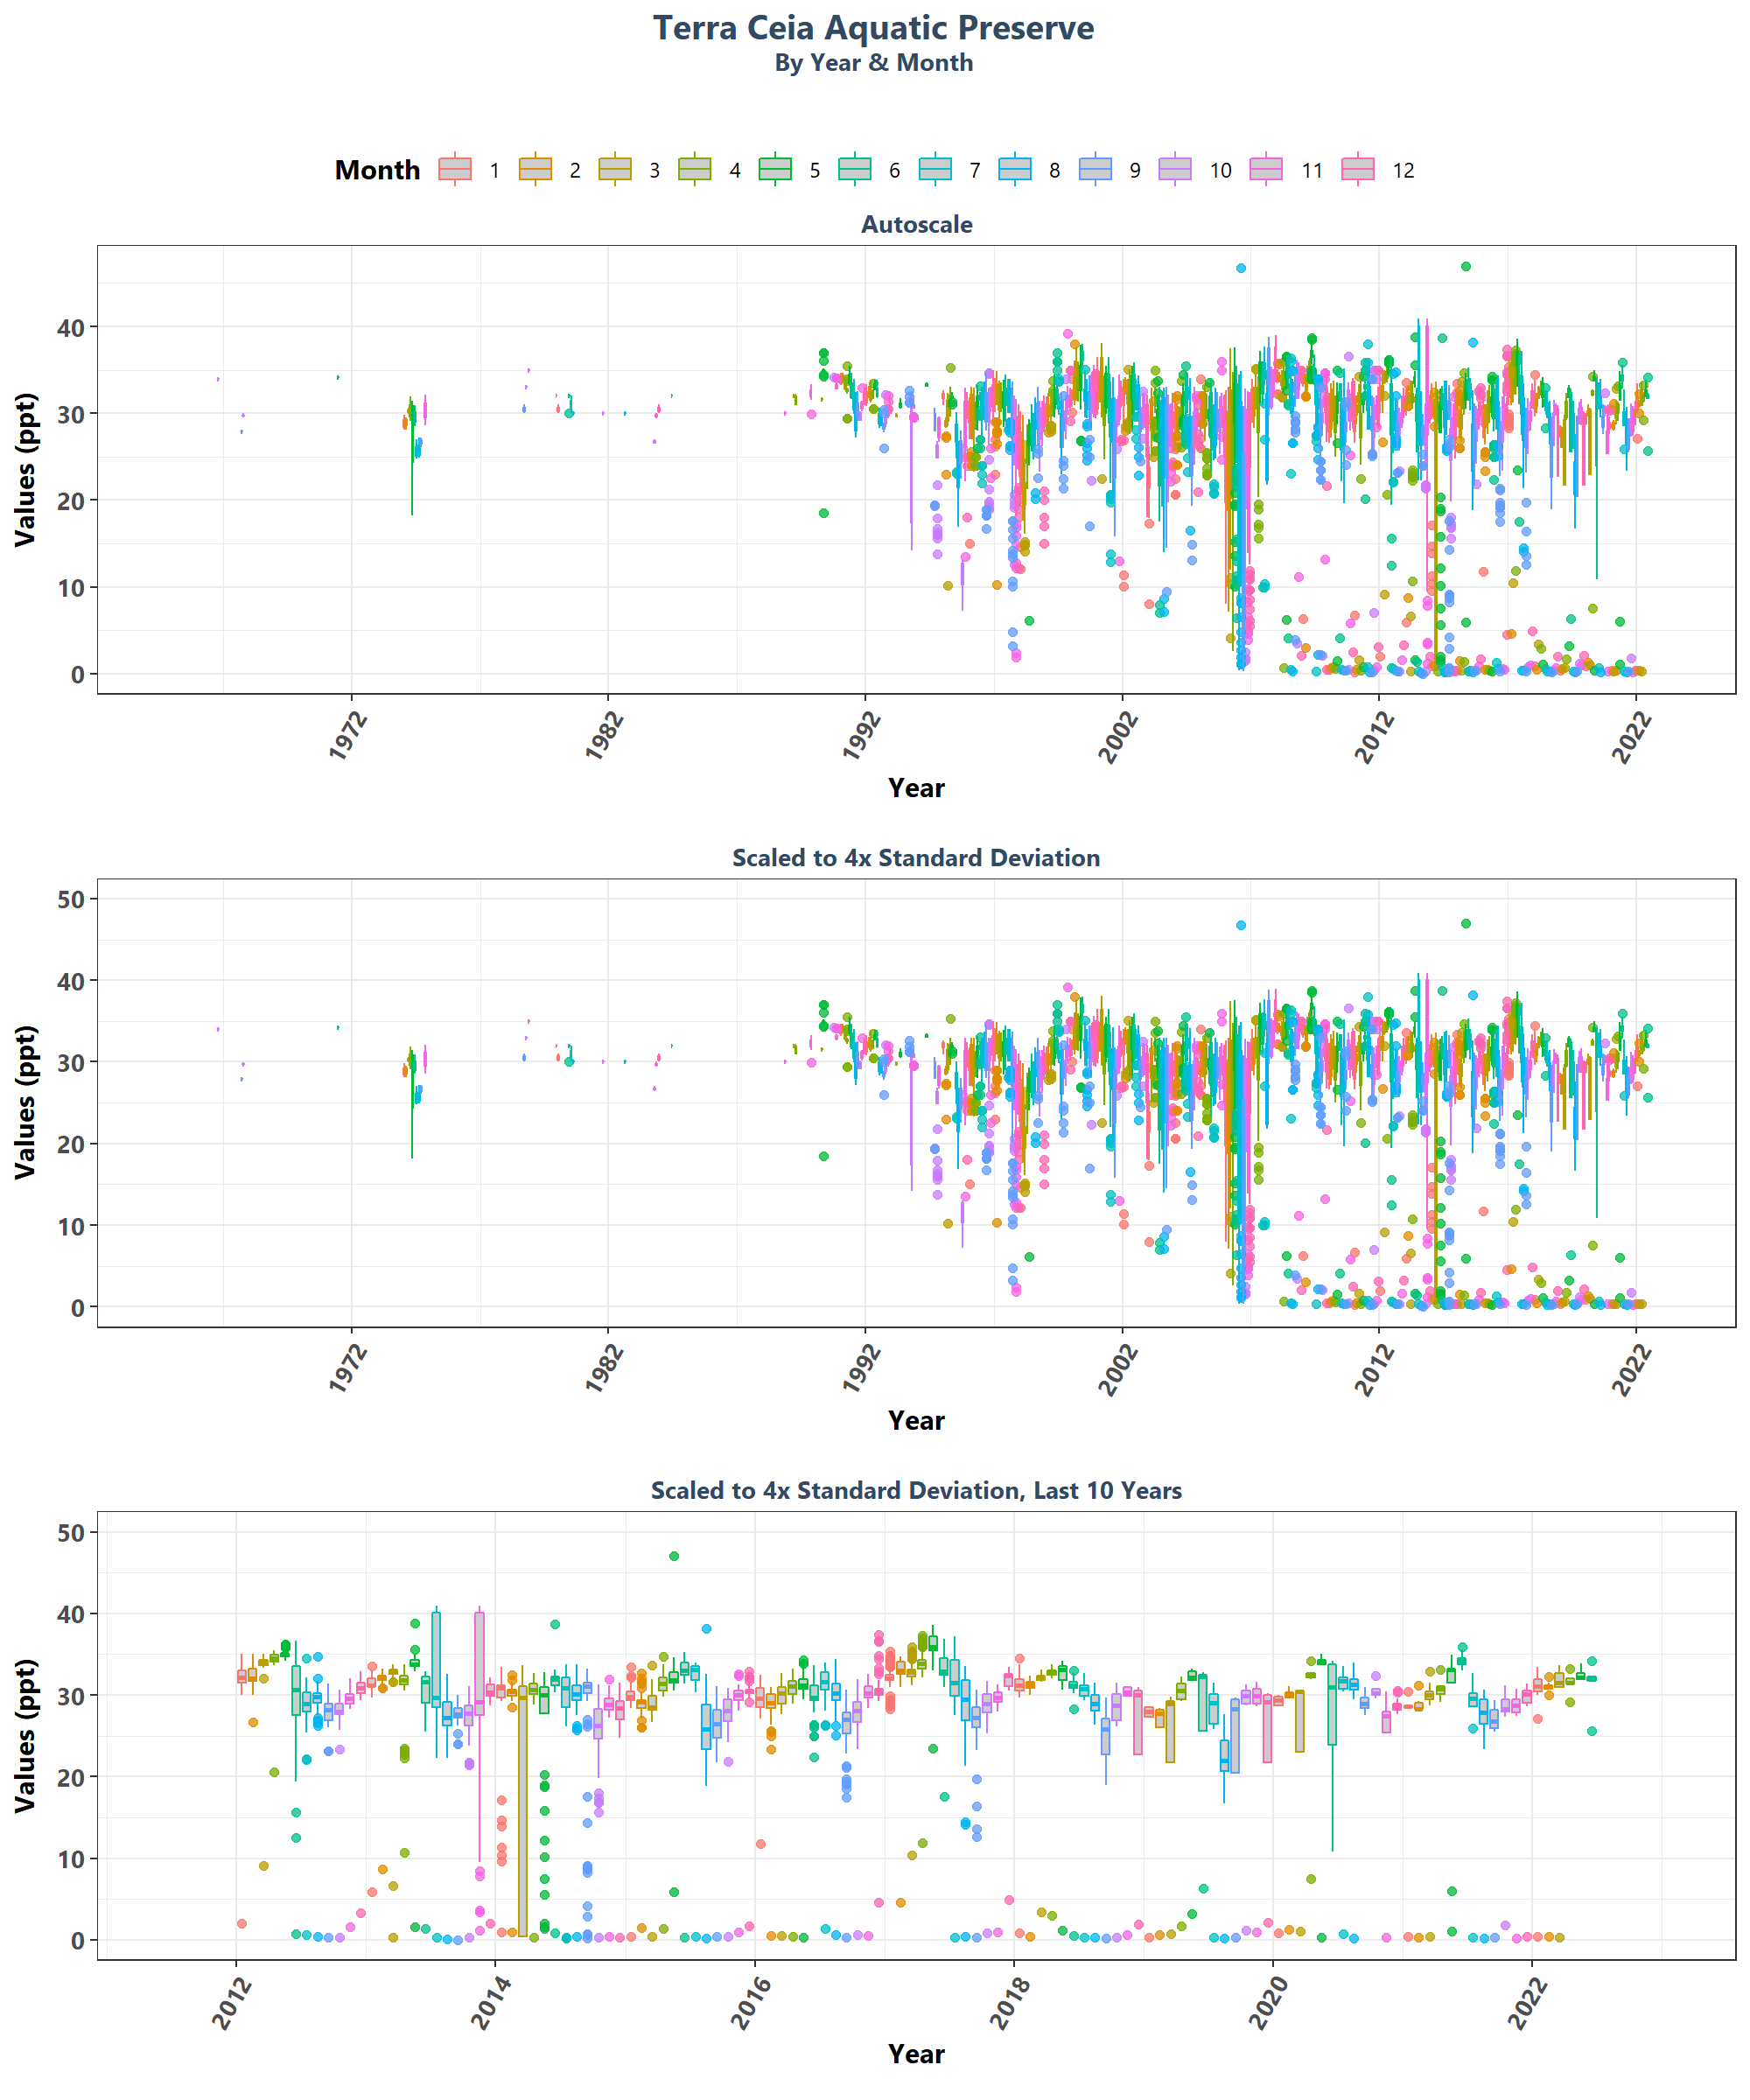 Terra Ceia Aquatic Preserve
By Year & Month
Month 1 2 3 4 5 6 7 8 9 10 11 12
Autoscale
Values (ppt)
40
30
20
10
0
1972 1982 1992 2002 2012 2022
Year
Scaled to 4x Standard Deviation
Values (ppt)
50
40
30
20
10
0
1972 1982 1992 2002 2012 2022
Year
Scaled to 4x Standard Deviation, Last 10 Years
Values (ppt)
50
40
30
20
10
0
2012 2014 2016 2018 2020 2022
Year